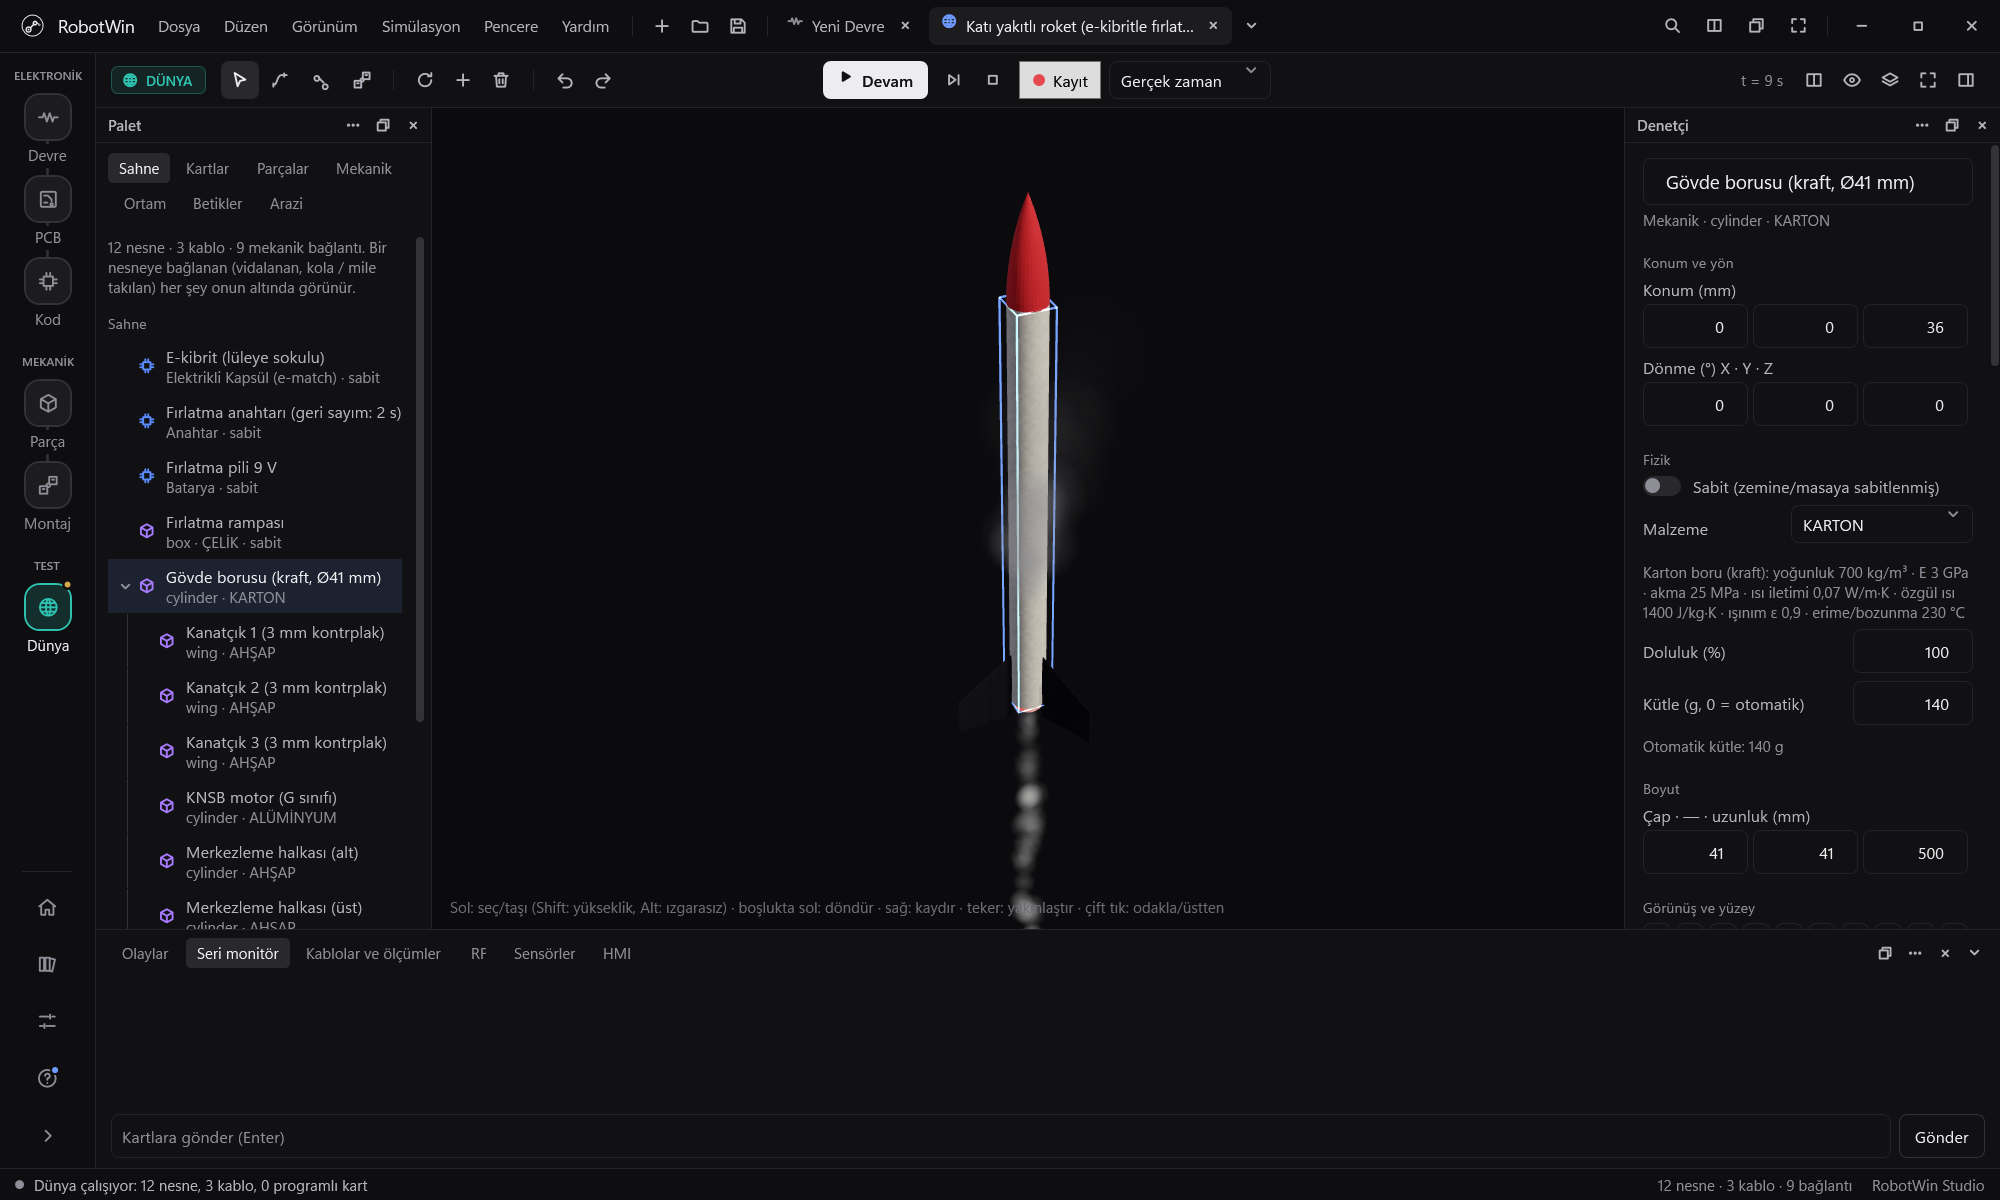 RobotWin Dosya Düzen Görünüm Simülasyon Pencere Yardım Yeni Devre Katı yakıtlı roket (e-kibritle fırlat...
ELEKTRONİK
DÜNYA
Devam
Kayıt
Gerçek zaman
t = 9 s
Devre
PCB
Kod
MEKANİK
Parça
Montaj
TEST
Dünya
Palet
Sahne Kartlar Parçalar Mekanik
Ortam Betikler Arazi
12 nesne · 3 kablo · 9 mekanik bağlantı. Bir
nesneye bağlanan (vidalanan, kola / mile
takılan) her şey onun altında görünür.
Sahne
E-kibrit (lüleye sokulu)
Elektrikli Kapsül (e-match) · sabit
Fırlatma anahtarı (geri sayım: 2 s)
Anahtar · sabit
Fırlatma pili 9 V
Batarya · sabit
Fırlatma rampası
box · ÇELİK · sabit
Gövde borusu (kraft, Ø41 mm)
cylinder · KARTON
Kanatçık 1 (3 mm kontrplak)
wing · AHŞAP
Kanatçık 2 (3 mm kontrplak)
wing · AHŞAP
Kanatçık 3 (3 mm kontrplak)
wing · AHŞAP
KNSB motor (G sınıfı)
cylinder · ALÜMİNYUM
Merkezleme halkası (alt)
cylinder · AHŞAP
Merkezleme halkası (üst)
cylinder · AHŞAP
Sol: seç/taşı (Shift: yükseklik, Alt: ızgarasız) · boşlukta sol: döndür · sağ: kaydır · teker: yakınlaştır · çift tık: odakla/üstten
Denetçi
Gövde borusu (kraft, Ø41 mm)
Mekanik · cylinder · KARTON
Konum ve yön
Konum (mm)
0 0 36
Dönme (°) X · Y · Z
0 0 0
Fizik
Sabit (zemine/masaya sabitlenmiş)
Malzeme KARTON
Karton boru (kraft): yoğunluk 700 kg/m³ · E 3 GPa
· akma 25 MPa · ısı iletimi 0,07 W/m·K · özgül ısı
1400 J/kg·K · ışınım ε 0,9 · erime/bozunma 230 °C
Doluluk (%) 100
Kütle (g, 0 = otomatik) 140
Otomatik kütle: 140 g
Boyut
Çap · — · uzunluk (mm)
41 41 500
Görünüş ve yüzey
Olaylar Seri monitör Kablolar ve ölçümler RF Sensörler HMI
Kartlara gönder (Enter)
Gönder
Dünya çalışıyor: 12 nesne, 3 kablo, 0 programlı kart
12 nesne · 3 kablo · 9 bağlantı RobotWin Studio